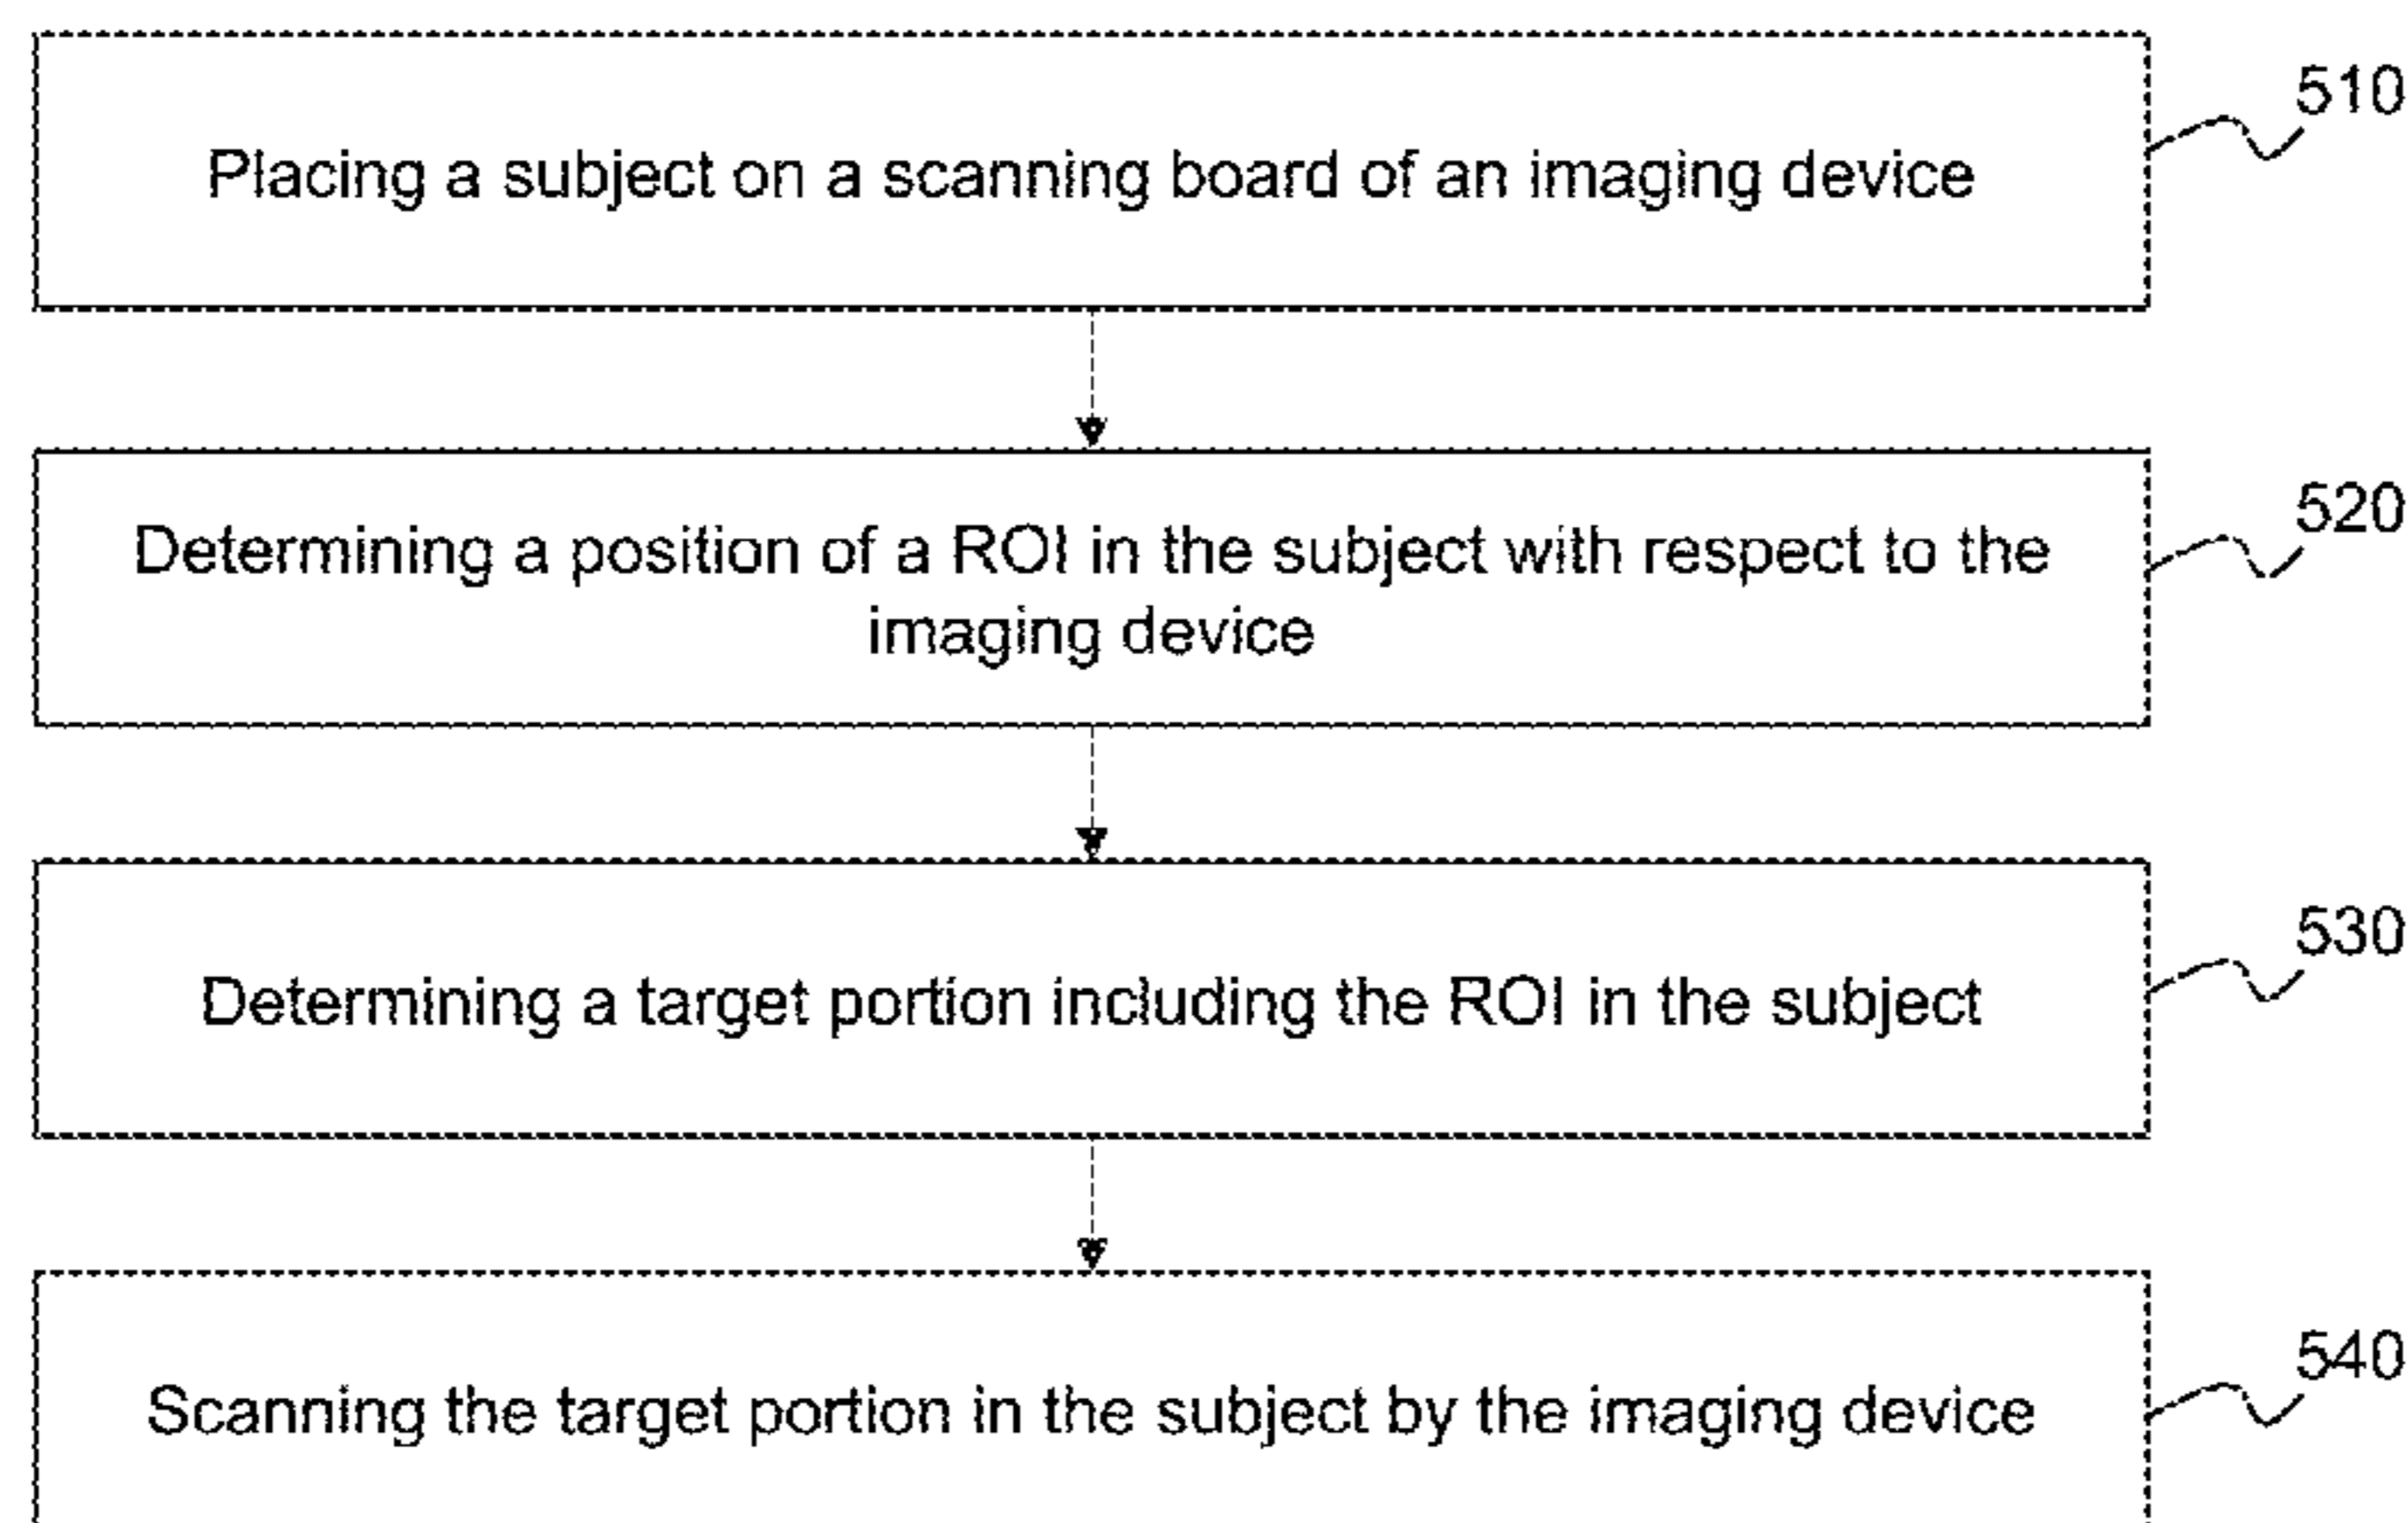 510
Placing a subject on a scanning board of an imaging device
520
Determining a position of a ROI in the subject with respect to the
imaging device
530
Determining a target portion including the ROI in the subject
540
Scanning the target portion in the subject by the imaging device